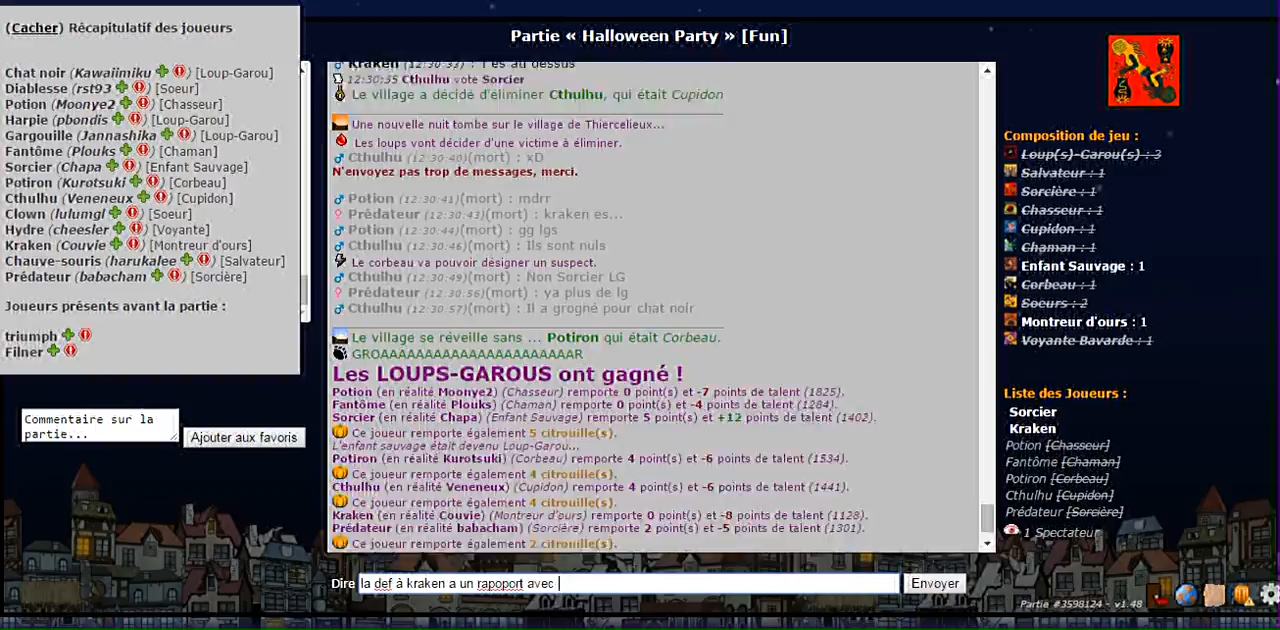 (Cacher) Récapitulatif des joueurs
Chat noir (Kawaiimiku) [Loup-Garou]
Diablesse (rst93) [Soeur]
Potion (Moonye2) [Chasseur]
Harpie (pbondis) [Loup-Garou]
Gargouille (Jannashika) [Loup-Garou]
Fantôme (Plouks) [Chaman]
Sorcier (Chapa) [Enfant Sauvage]
Potiron (Kurotsuki) [Corbeau]
Cthulhu (Veneneux) [Cupidon]
Clown (lulumgl) [Soeur]
Hydre (cheesler) [Voyante]
Kraken (Couvie) [Montreur d'ours]
Chauve-souris (harukalee) [Salvateur]
Prédateur (babacham) [Sorcière]
Joueurs présents avant la partie :
triumph
Filner
Commentaire sur la
partie...
Ajouter aux favoris
Partie « Halloween Party » [Fun]
Kraken (12:30:33) : T'es au dessus
12:30:35 Cthulhu vote Sorcier
Le village a décidé d'éliminer Cthulhu, qui était Cupidon
Une nouvelle nuit tombe sur le village de Thiercelieux...
Les loups vont décider d'une victime à éliminer.
Cthulhu (12:30:40)(mort) : xD
N'envoyez pas trop de messages, merci.
Potion (12:30:41)(mort) : mdrr
Prédateur (12:30:43)(mort) : kraken es...
Potion (12:30:44)(mort) : gg lgs
Cthulhu (12:30:46)(mort) : Ils sont nuls
Le corbeau va pouvoir désigner un suspect.
Cthulhu (12:30:49)(mort) : Non Sorcier LG
Prédateur (12:30:56)(mort) : ya plus de lg
Cthulhu (12:30:57)(mort) : Il a grogné pour chat noir
Le village se réveille sans ... Potiron qui était Corbeau.
GROAAAAAAAAAAAAAAAAAAAAAAR
Les LOUPS-GAROUS ont gagné !
Potion (en réalité Moonye2) (Chasseur) remporte 0 point(s) et -7 points de talent (1825).
Fantôme (en réalité Plouks) (Chaman) remporte 0 point(s) et -4 points de talent (1284).
Sorcier (en réalité Chapa) (Enfant Sauvage) remporte 5 point(s) et +12 points de talent (1402).
Ce joueur remporte également 5 citrouille(s).
L'enfant sauvage était devenu Loup-Garou...
Potiron (en réalité Kurotsuki) (Corbeau) remporte 4 point(s) et -6 points de talent (1534).
Ce joueur remporte également 4 citrouille(s).
Cthulhu (en réalité Veneneux) (Cupidon) remporte 4 point(s) et -6 points de talent (1441).
Ce joueur remporte également 4 citrouille(s).
Kraken (en réalité Couvie) (Montreur d'ours) remporte 0 point(s) et -8 points de talent (1128).
Prédateur (en réalité babacham) (Sorcière) remporte 2 point(s) et -5 points de talent (1301).
Ce joueur remporte également 2 citrouille(s).
Dire la def à kraken a un rapoport avec
Envoyer
Composition de jeu :
Loup(s)-Garou(s) : 3
Salvateur : 1
Sorcière : 1
Chasseur : 1
Cupidon : 1
Chaman : 1
Enfant Sauvage : 1
Corbeau : 1
Soeurs : 2
Montreur d'ours : 1
Voyante Bavarde : 1
Liste des Joueurs :
Sorcier
Kraken
Potion [Chasseur]
Fantôme [Chaman]
Potiron [Corbeau]
Cthulhu [Cupidon]
Prédateur [Sorcière]
1 Spectateur
Partie #3598124 - v1.48